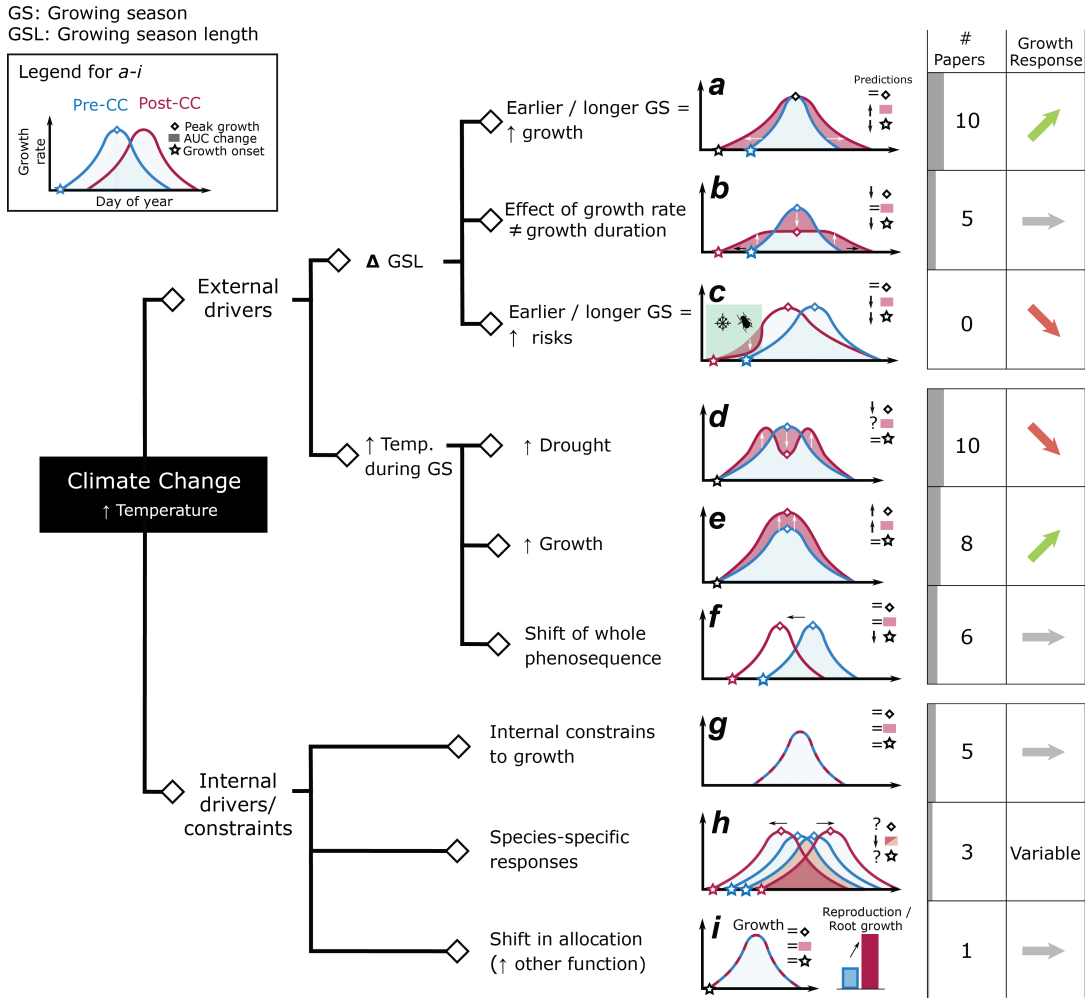 GS: Growing season
GSL: Growing season length
Legend for a-i
Pre-CC Post-CC
Growth
rate
Peak growth
AUC change
Growth onset
Day of year
#
Papers
Growth
Response
Climate Change
↑ Temperature
External
drivers
Δ GSL
Earlier / longer GS =
↑ growth
a
Predictions
=
↑
↓
10
Effect of growth rate
≠ growth duration
b
↓
=
↓
5
Earlier / longer GS =
↑ risks
c
=
↓
↓
0
↑ Temp.
during GS
↑ Drought
d
↓
?
=
10
↑ Growth
e
↑
↑
=
8
Shift of whole
phenosequence
f
=
=
↓
6
Internal
drivers/
constraints
Internal constrains
to growth
g
=
=
=
5
Species-specific
responses
h
?
↓
?
3
Variable
Shift in allocation
(↑ other function)
i
Growth
=
=
=
Reproduction /
Root growth
1